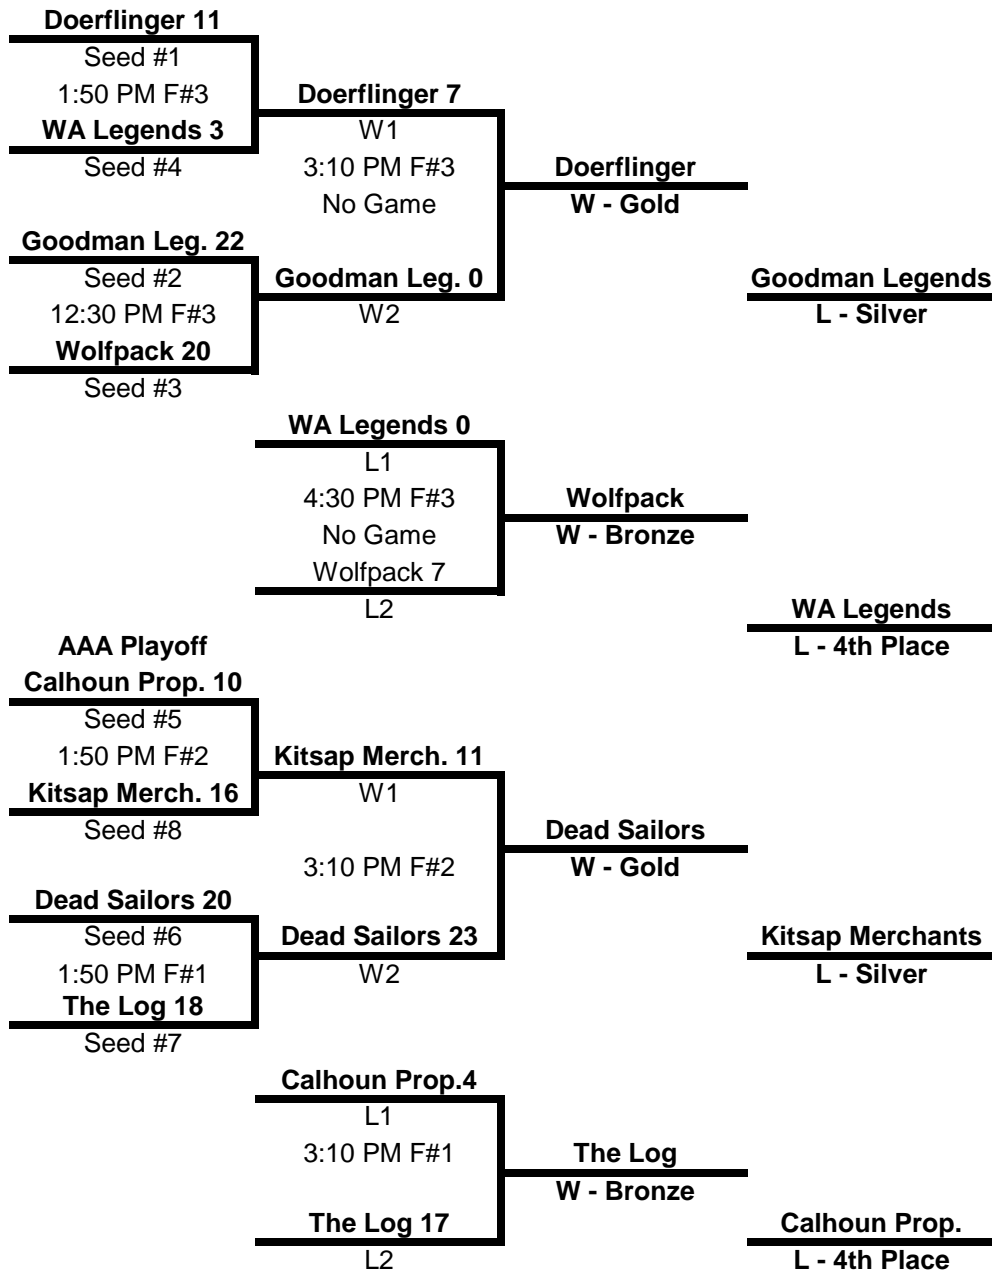 Doerflinger 11
Seed #1
1:50 PM F#3
Doerflinger 7
WA Legends 3
W1
Seed #4
3:10 PM F#3
Doerflinger
No Game
W - Gold
Goodman Leg. 22
Seed #2
Goodman Leg. 0
Goodman Legends
12:30 PM F#3
W2
L - Silver
Wolfpack 20
Seed #3
WA Legends 0
L1
4:30 PM F#3
Wolfpack
No Game
W - Bronze
Wolfpack 7
L2
WA Legends
AAA Playoff
L - 4th Place
Calhoun Prop. 10
Seed #5
1:50 PM F#2
Kitsap Merch. 11
Kitsap Merch. 16
W1
Seed #8
Dead Sailors
3:10 PM F#2
W - Gold
Dead Sailors 20
Seed #6
Dead Sailors 23
Kitsap Merchants
1:50 PM F#1
W2
L - Silver
The Log 18
Seed #7
Calhoun Prop.4
L1
3:10 PM F#1
The Log
W - Bronze
The Log 17
Calhoun Prop.
L2
L - 4th Place